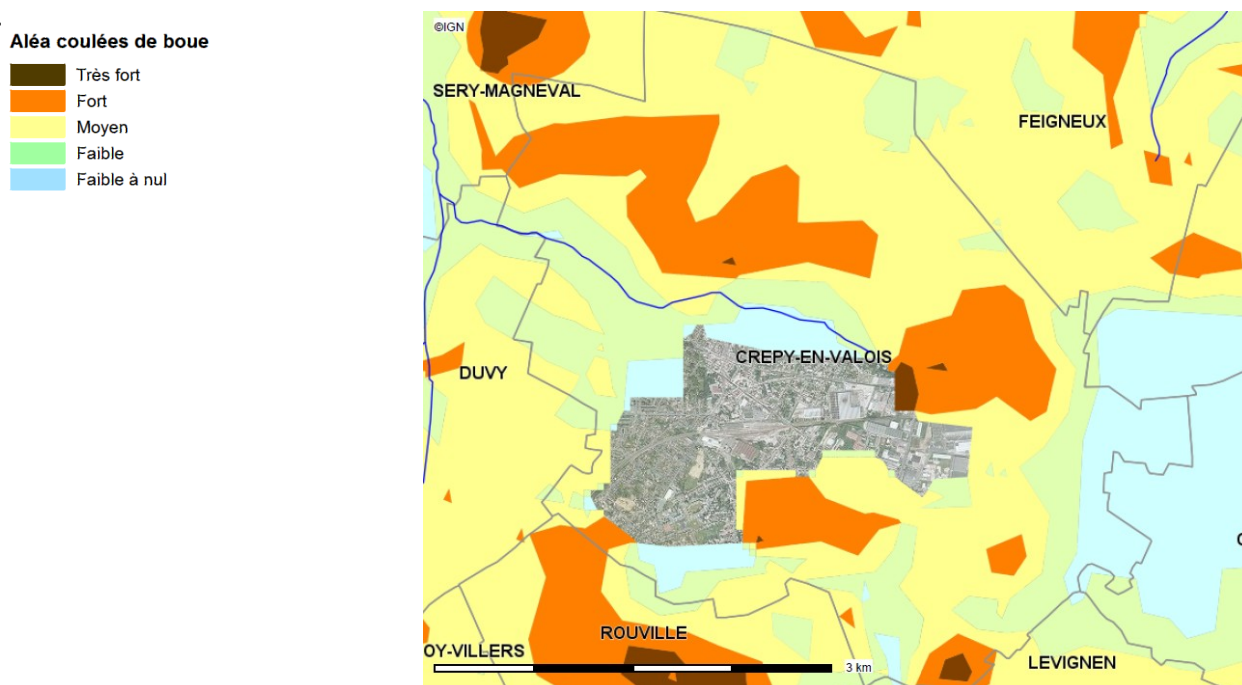 Aléa coulées de boue
Très fort
Fort
Moyen
Faible
Faible à nul
©IGN
SERY-MAGNEVAL
FEIGNEUX
CREPY-EN-VALOIS
DUVY
ROUVILLE
OY-VILLERS
LEVIGNEN
3 km